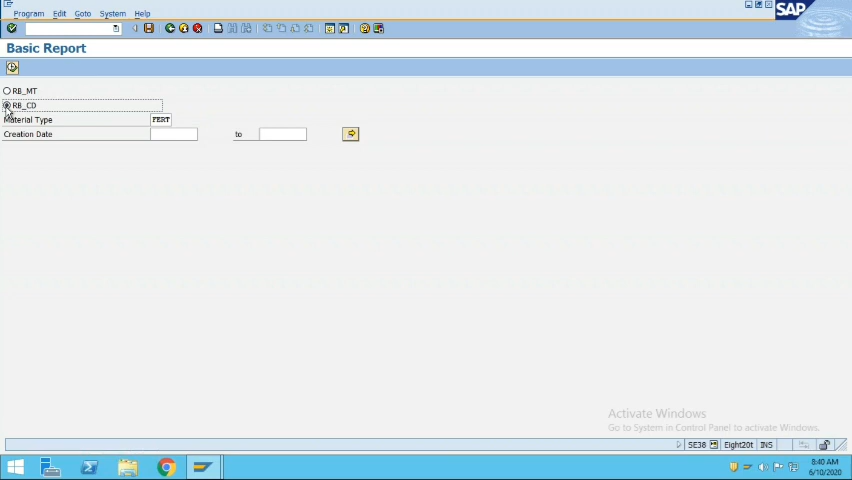 Program Edit Goto System Help
SAP
Basic Report
RB_MT
RB_CD
Material Type FERT
Creation Date to
Activate Windows
Go to System in Control Panel to activate Windows.
SE38 Eight20t INS
8:40 AM
6/10/2020